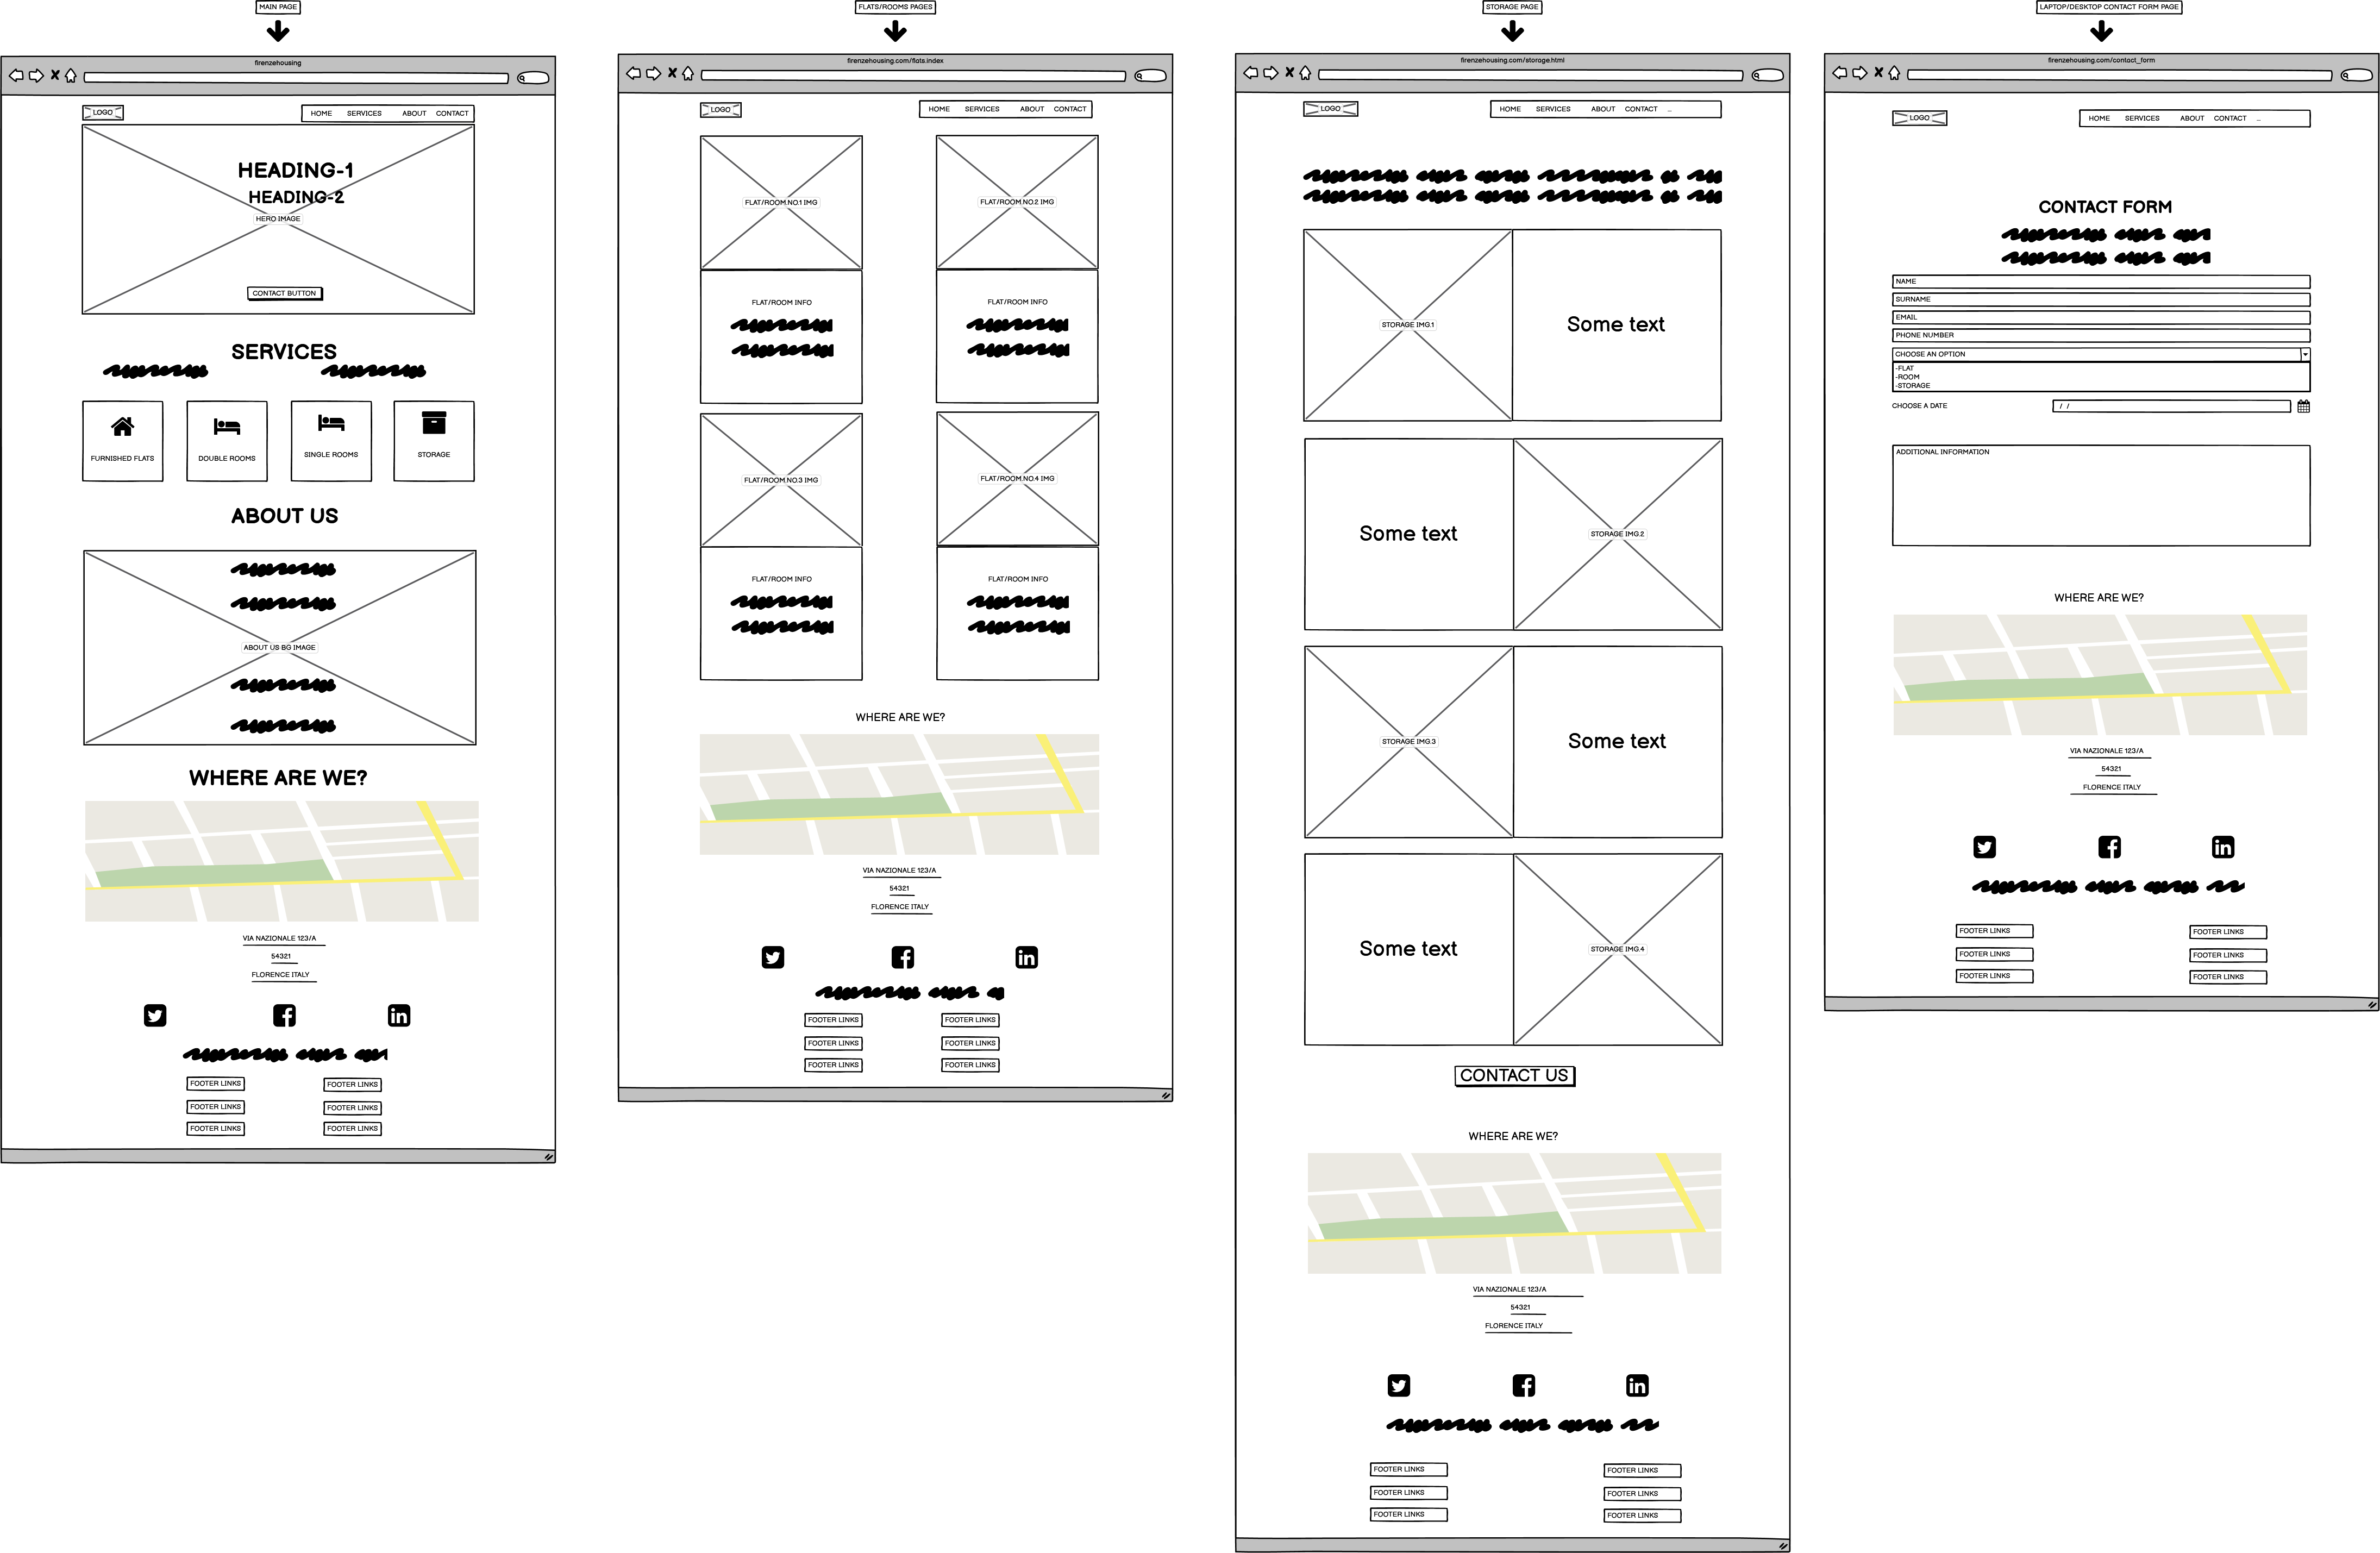 MAIN PAGE
firenzehousing
LOGO
HOME SERVICES ABOUT CONTACT
HEADING-1
HEADING-2
HERO IMAGE
CONTACT BUTTON
SERVICES
FURNISHED FLATS
DOUBLE ROOMS
SINGLE ROOMS
STORAGE
ABOUT US
ABOUT US BG IMAGE
WHERE ARE WE?
VIA NAZIONALE 123/A
54321
FLORENCE ITALY
FOOTER LINKS FOOTER LINKS
FOOTER LINKS FOOTER LINKS
FOOTER LINKS FOOTER LINKS
FLATS/ROOMS PAGES
firenzehousing.com/flats.index
LOGO
HOME SERVICES ABOUT CONTACT
FLAT/ROOM NO.1 IMG
FLAT/ROOM NO.2 IMG
FLAT/ROOM INFO
FLAT/ROOM INFO
FLAT/ROOM NO.3 IMG
FLAT/ROOM NO.4 IMG
FLAT/ROOM INFO
FLAT/ROOM INFO
WHERE ARE WE?
VIA NAZIONALE 123/A
54321
FLORENCE ITALY
FOOTER LINKS FOOTER LINKS
FOOTER LINKS FOOTER LINKS
FOOTER LINKS FOOTER LINKS
STORAGE PAGE
firenzehousing.com/storage.html
LOGO
HOME SERVICES ABOUT CONTACT ...
STORAGE IMG.1
Some text
Some text
STORAGE IMG.2
STORAGE IMG.3
Some text
Some text
STORAGE IMG.4
CONTACT US
WHERE ARE WE?
VIA NAZIONALE 123/A
54321
FLORENCE ITALY
FOOTER LINKS FOOTER LINKS
FOOTER LINKS FOOTER LINKS
FOOTER LINKS FOOTER LINKS
LAPTOP/DESKTOP CONTACT FORM PAGE
firenzehousing.com/contact_form
LOGO
HOME SERVICES ABOUT CONTACT ...
CONTACT FORM
NAME
SURNAME
EMAIL
PHONE NUMBER
CHOOSE AN OPTION
-FLAT
-ROOM
-STORAGE
CHOOSE A DATE / /
ADDITIONAL INFORMATION
WHERE ARE WE?
VIA NAZIONALE 123/A
54321
FLORENCE ITALY
FOOTER LINKS FOOTER LINKS
FOOTER LINKS FOOTER LINKS
FOOTER LINKS FOOTER LINKS